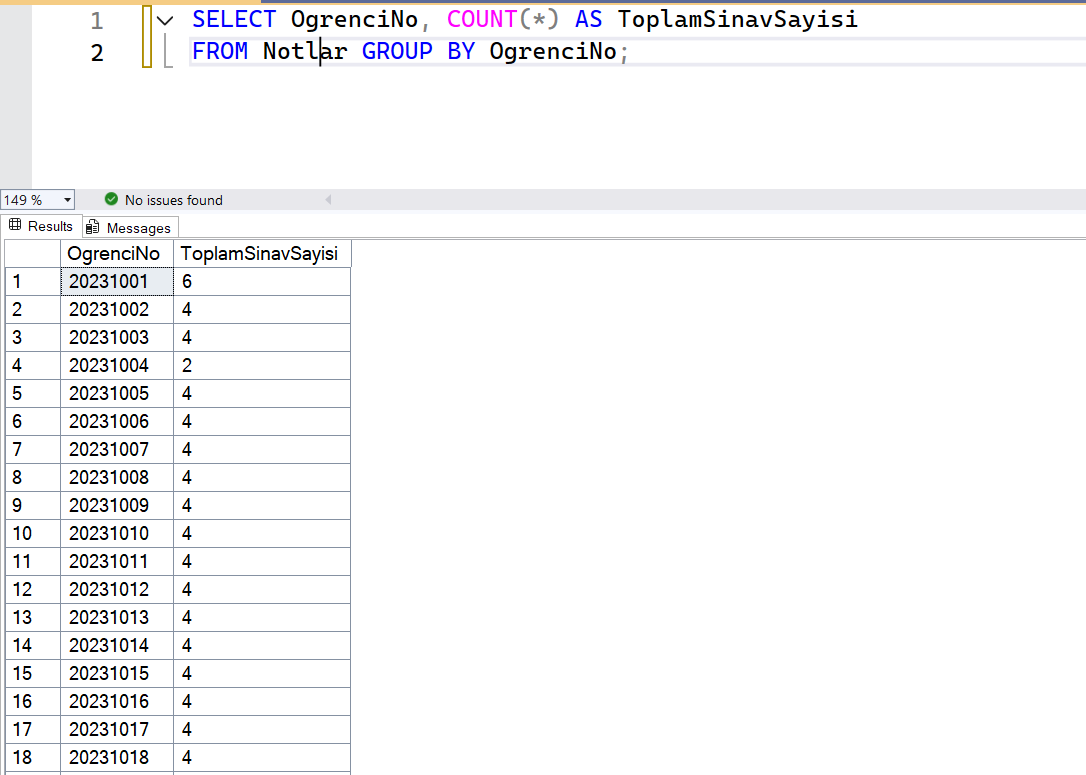 1 SELECT OgrenciNo, COUNT(*) AS ToplamSinavSayisi
2 FROM Notlar GROUP BY OgrenciNo;
149 % No issues found
Results Messages
OgrenciNo ToplamSinavSayisi
1 20231001 6
2 20231002 4
3 20231003 4
4 20231004 2
5 20231005 4
6 20231006 4
7 20231007 4
8 20231008 4
9 20231009 4
10 20231010 4
11 20231011 4
12 20231012 4
13 20231013 4
14 20231014 4
15 20231015 4
16 20231016 4
17 20231017 4
18 20231018 4